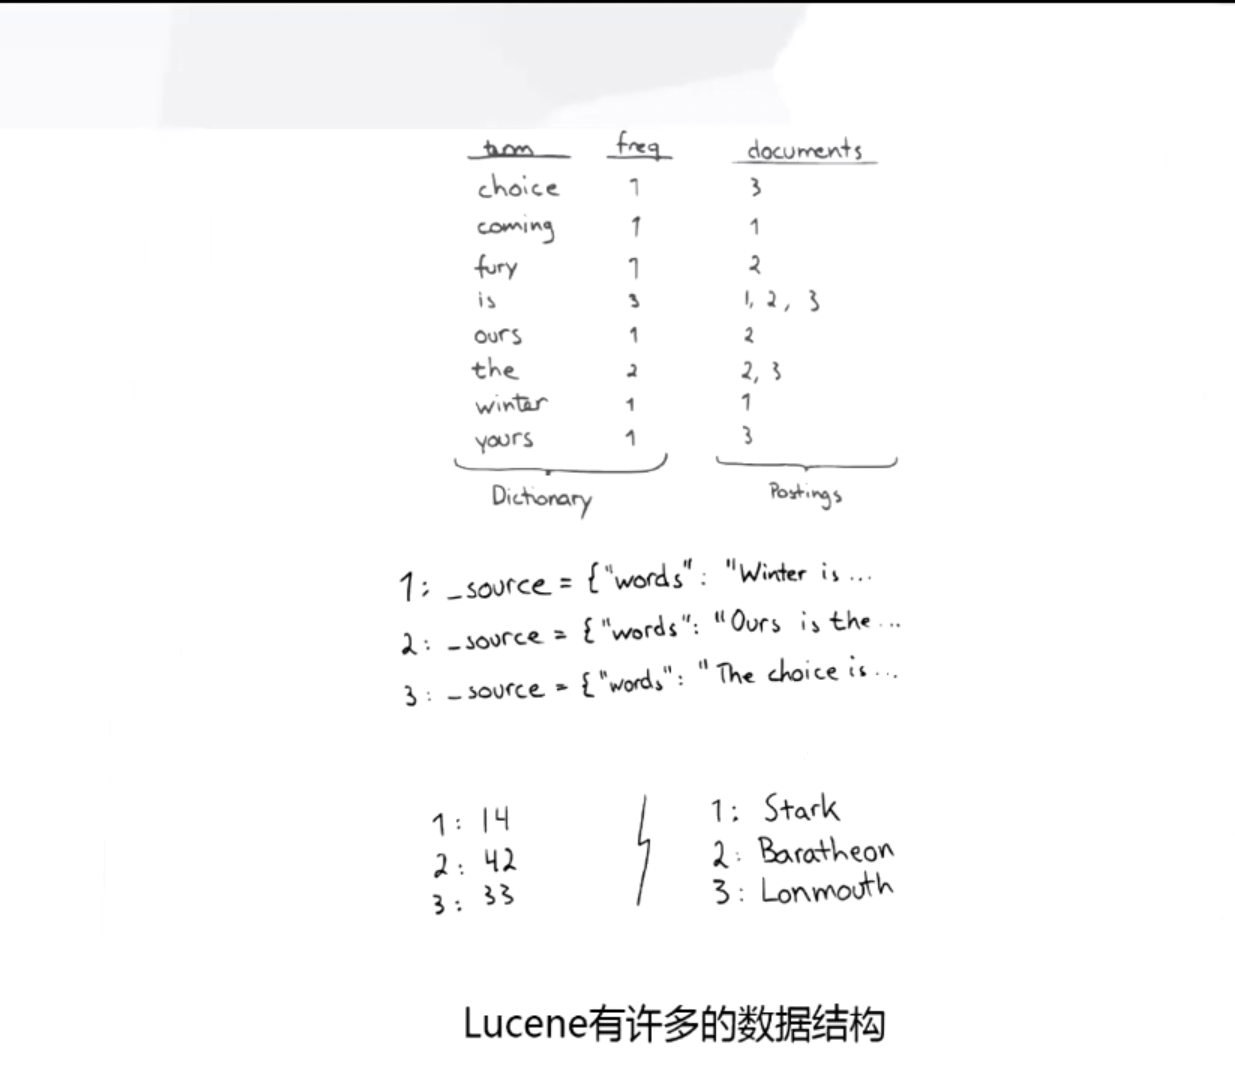 term freq documents
choice 1 3
coming 1 1
fury 1 2
is 3 1, 2, 3
ours 1 2
the 2 2, 3
winter 1 1
yours 1 3
Dictionary Postings
1: _source = {"words": "Winter is ...
2: _source = {"words": "Ours is the ...
3: _source = {"words": "The choice is ...
1: 14 1: Stark
2: 42 2: Baratheon
3: 33 3: Lonmouth
Lucene有许多的数据结构